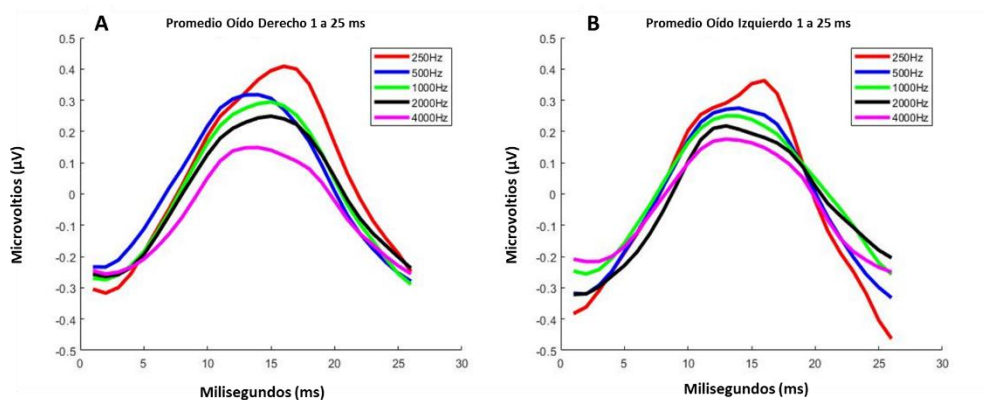 A
Promedio Oído Derecho 1 a 25 ms
0.5
0.4
0.3
0.2
0.1
0
-0.1
-0.2
-0.3
-0.4
-0.5
Microvoltios (µV)
250Hz
500Hz
1000Hz
2000Hz
4000Hz
0 5 10 15 20 25 30
Milisegundos (ms)
B
Promedio Oído Izquierdo 1 a 25 ms
0.5
0.4
0.3
0.2
0.1
0
-0.1
-0.2
-0.3
-0.4
-0.5
Microvoltios (µV)
250Hz
500Hz
1000Hz
2000Hz
4000Hz
0 5 10 15 20 25 30
Milisegundos (ms)